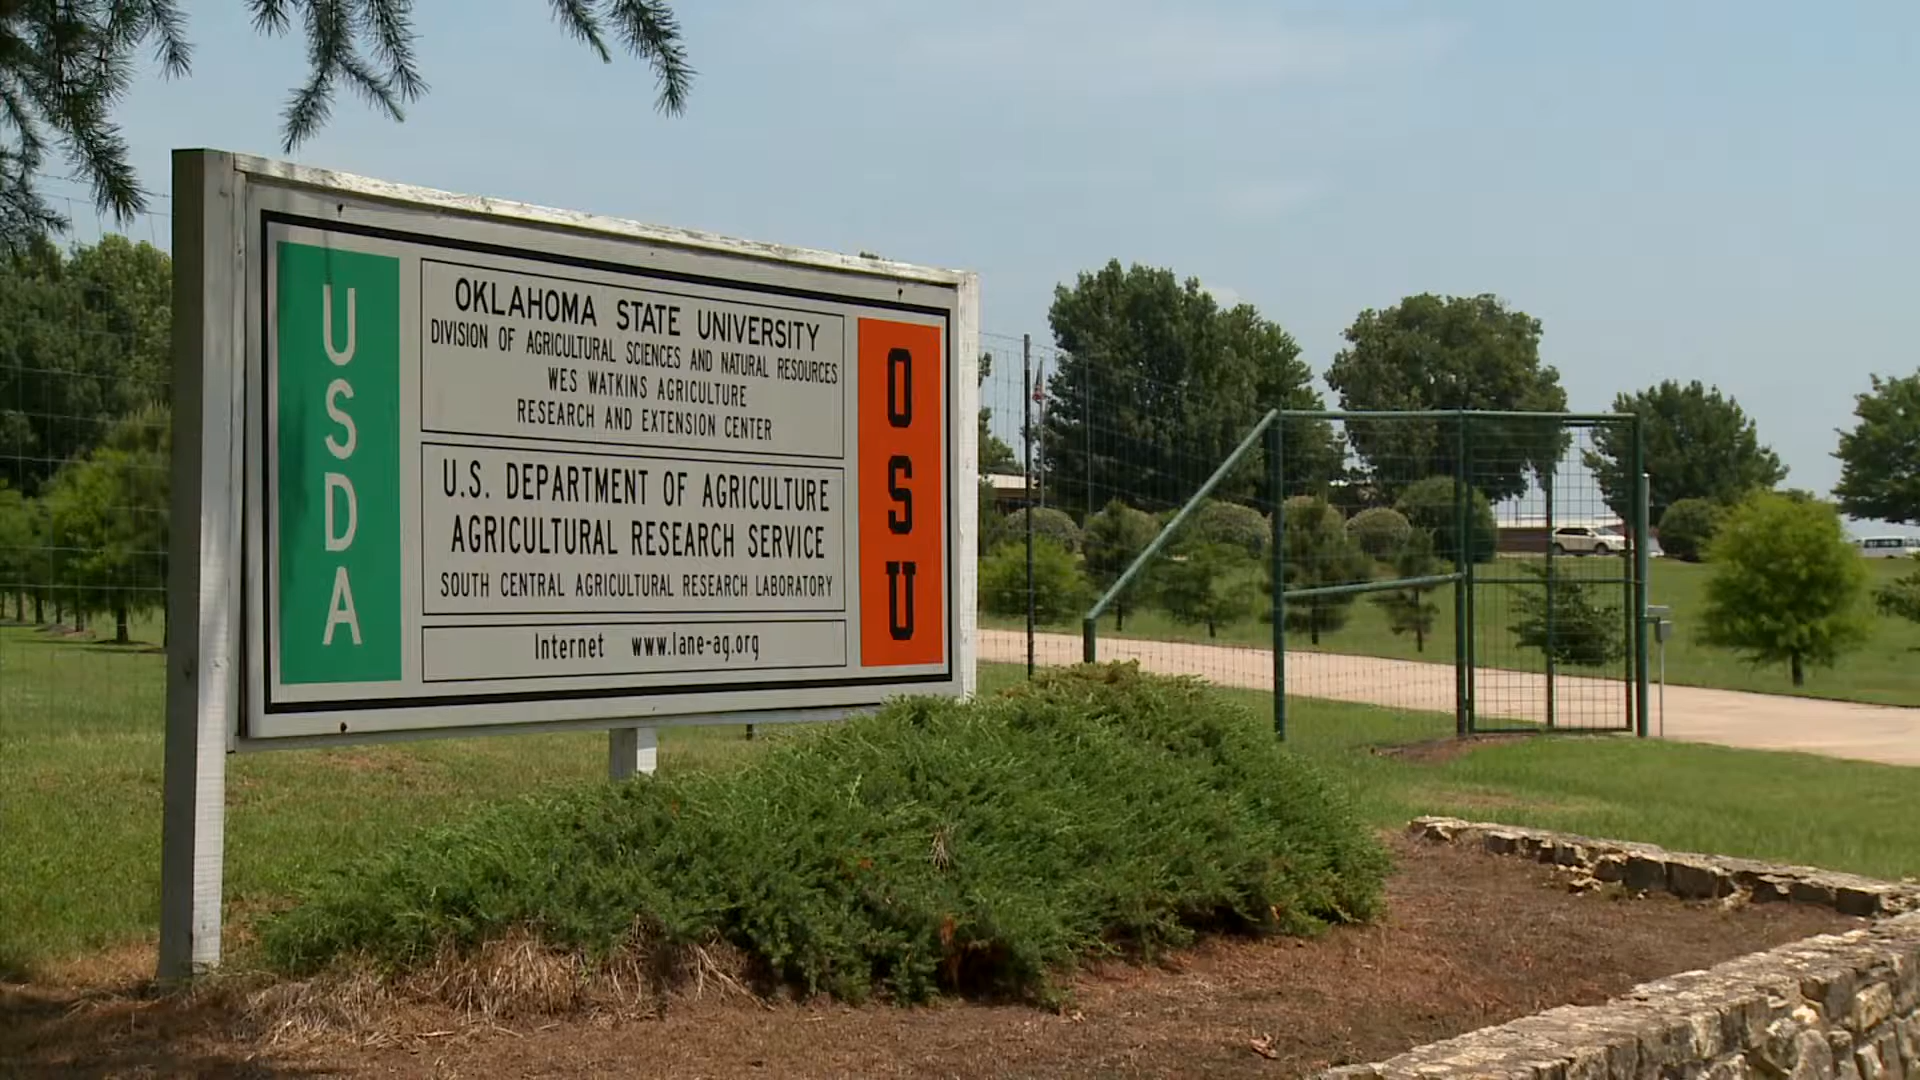 USDA
OKLAHOMA STATE UNIVERSITY
DIVISION OF AGRICULTURAL SCIENCES AND NATURAL RESOURCES
WES WATKINS AGRICULTURE
RESEARCH AND EXTENSION CENTER
U.S. DEPARTMENT OF AGRICULTURE
AGRICULTURAL RESEARCH SERVICE
SOUTH CENTRAL AGRICULTURAL RESEARCH LABORATORY
Internet www.lane-ag.org
OSU